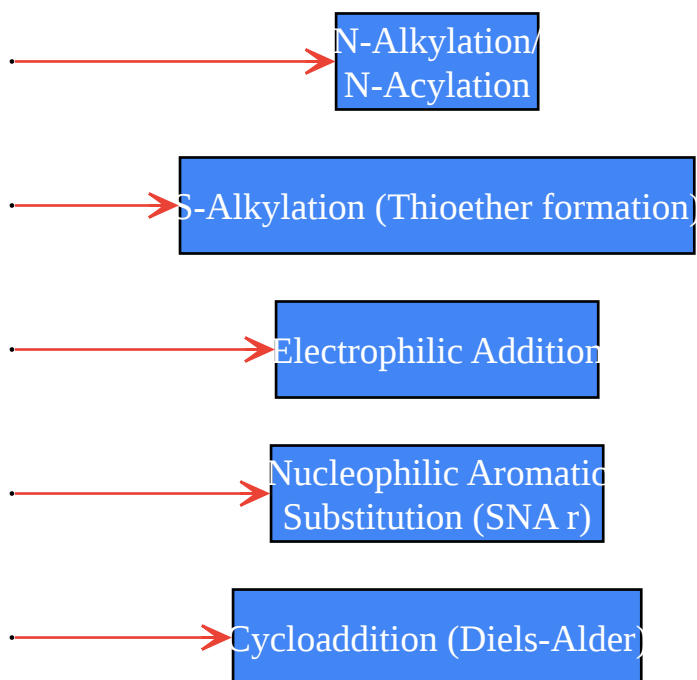 N-Alkylation/
N-Acylation
S-Alkylation (Thioether formation)
Electrophilic Addition
Nucleophilic Aromatic
Substitution (SNA r)
Cycloaddition (Diels-Alder)